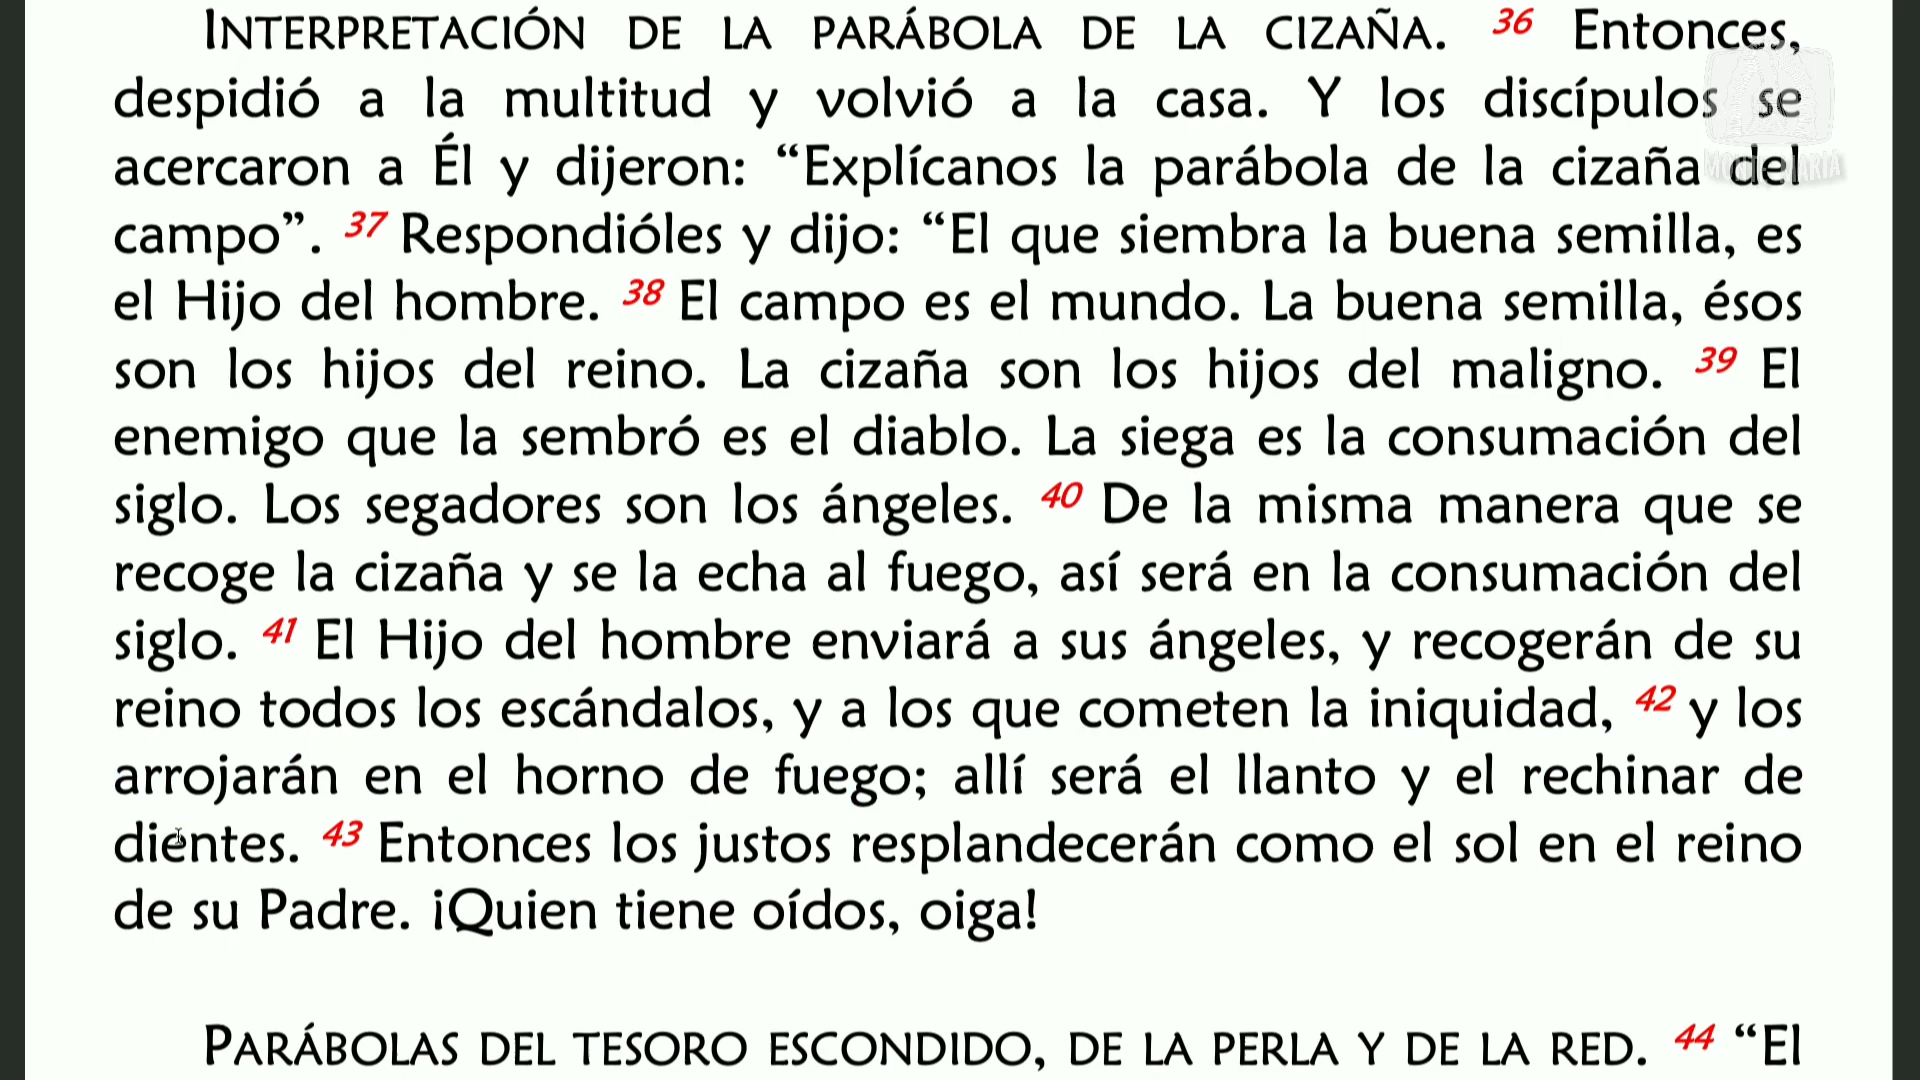 INTERPRETACIÓN DE LA PARÁBOLA DE LA CIZAÑA. 36 Entonces,
despidió a la multitud y volvió a la casa. Y los discípulos se
acercaron a Él y dijeron: “Explícanos la parábola de la cizaña del
campo”. 37 Respondióles y dijo: “El que siembra la buena semilla, es
el Hijo del hombre. 38 El campo es el mundo. La buena semilla, ésos
son los hijos del reino. La cizaña son los hijos del maligno. 39 El
enemigo que la sembró es el diablo. La siega es la consumación del
siglo. Los segadores son los ángeles. 40 De la misma manera que se
recoge la cizaña y se la echa al fuego, así será en la consumación del
siglo. 41 El Hijo del hombre enviará a sus ángeles, y recogerán de su
reino todos los escándalos, y a los que cometen la iniquidad, 42 y los
arrojarán en el horno de fuego; allí será el llanto y el rechinar de
dientes. 43 Entonces los justos resplandecerán como el sol en el reino
de su Padre. ¡Quien tiene oídos, oiga!
PARÁBOLAS DEL TESORO ESCONDIDO, DE LA PERLA Y DE LA RED. 44 “El